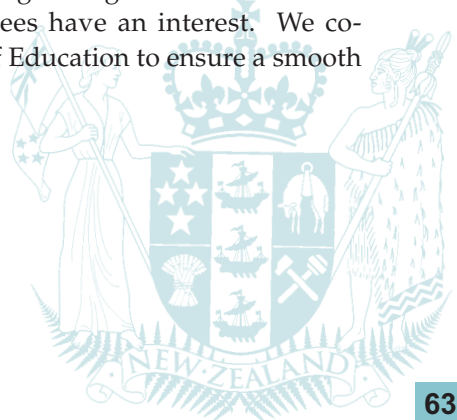 ees have an interest. We co-
Education to ensure a smooth
NEW·ZEALAND
63